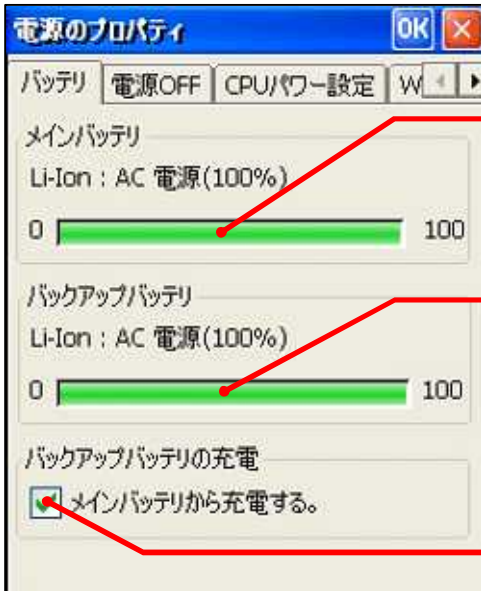 電源のプロパティ OK
バッテリ 電源OFF CPUパワー設定 W
メインバッテリ
Li-Ion : AC 電源(100%)
0 100
バックアップバッテリ
Li-Ion : AC 電源(100%)
0 100
バックアップバッテリの充電
メインバッテリから充電する。